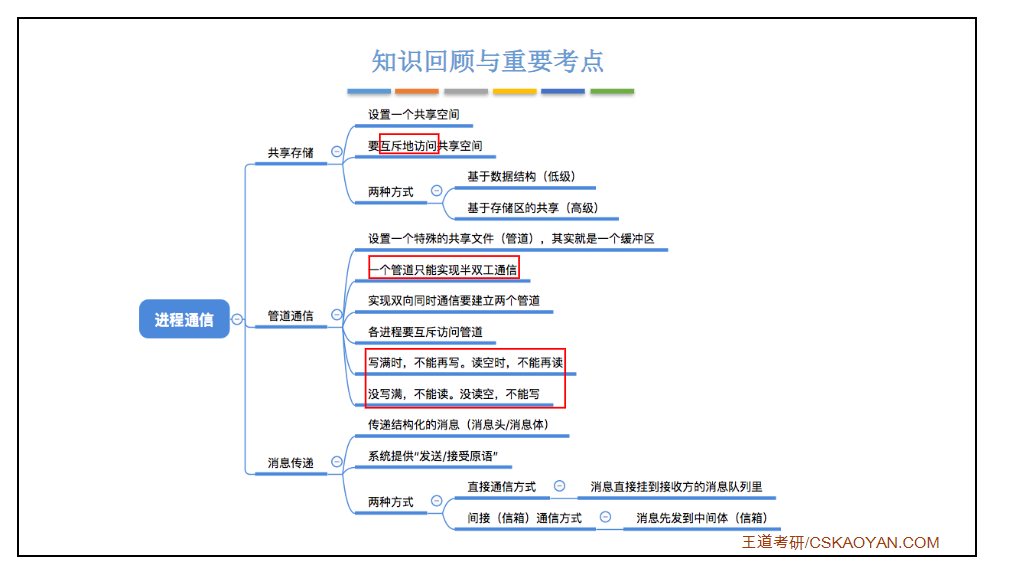 知识回顾与重要考点
进程通信
共享存储
设置一个共享空间
要互斥地访问共享空间
两种方式
基于数据结构（低级）
基于存储区的共享（高级）
管道通信
设置一个特殊的共享文件（管道），其实就是一个缓冲区
一个管道只能实现半双工通信
实现双向同时通信要建立两个管道
各进程要互斥访问管道
写满时，不能再写。读空时，不能再读
没写满，不能读。没读空，不能写
消息传递
传递结构化的消息（消息头/消息体）
系统提供“发送/接受原语”
两种方式
直接通信方式
消息直接挂到接收方的消息队列里
间接（信箱）通信方式
消息先发到中间体（信箱）
王道考研/CSKAOYAN.COM